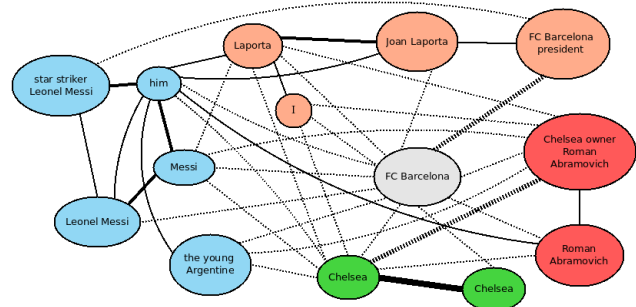 Laporta
Joan Laporta
FC Barcelona
president
star striker
Leonel Messi
him
I
Chelsea owner
Roman
Abramovich
Messi
FC Barcelona
Leonel Messi
the young
Argentine
Roman
Abramovich
Chelsea
Chelsea